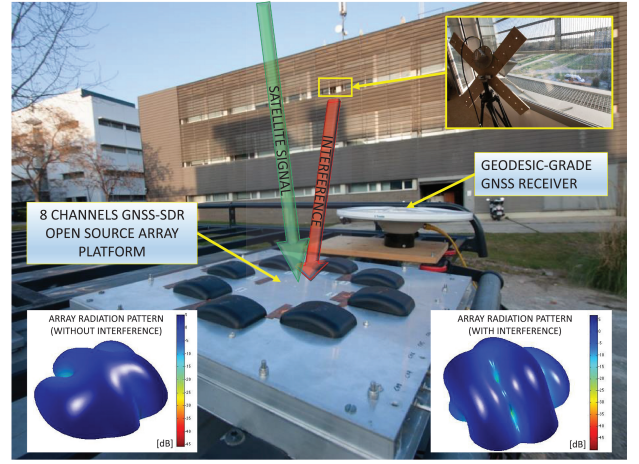 SATELLITE SIGNAL
INTERFERENCE
GEODESIC-GRADE
GNSS RECEIVER
8 CHANNELS GNSS-SDR
OPEN SOURCE ARRAY
PLATFORM
ARRAY RADIATION PATTERN
(WITHOUT INTERFERENCE)
[dB]
ARRAY RADIATION PATTERN
(WITH INTERFERENCE)
[dB]